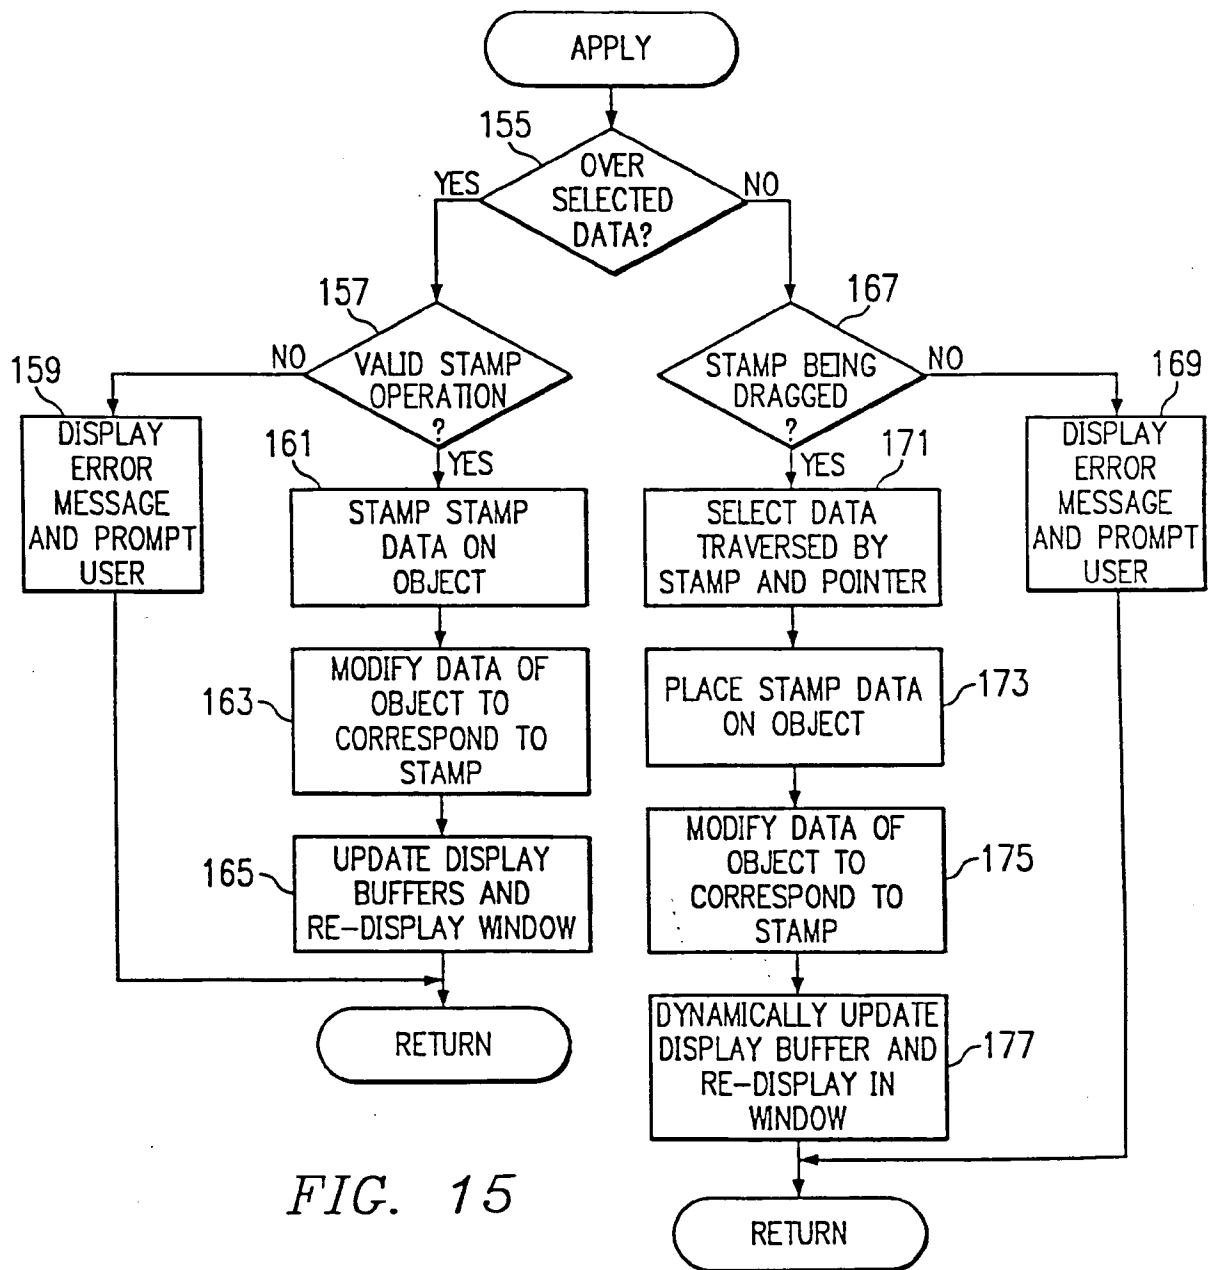 APPLY
155
OVER
SELECTED
DATA?
YES
NO
157
VALID STAMP
OPERATION
?
NO
YES
167
STAMP BEING
DRAGGED
?
NO
YES
159
DISPLAY
ERROR
MESSAGE
AND PROMPT
USER
161
STAMP STAMP
DATA ON
OBJECT
171
SELECT DATA
TRAVERSED BY
STAMP AND POINTER
169
DISPLAY
ERROR
MESSAGE
AND PROMPT
USER
163
MODIFY DATA OF
OBJECT TO
CORRESPOND TO
STAMP
PLACE STAMP DATA
ON OBJECT
173
165
UPDATE DISPLAY
BUFFERS AND
RE-DISPLAY WINDOW
MODIFY DATA OF
OBJECT TO
CORRESPOND TO
STAMP
175
RETURN
DYNAMICALLY UPDATE
DISPLAY BUFFER AND
RE-DISPLAY IN
WINDOW
177
RETURN
FIG. 15